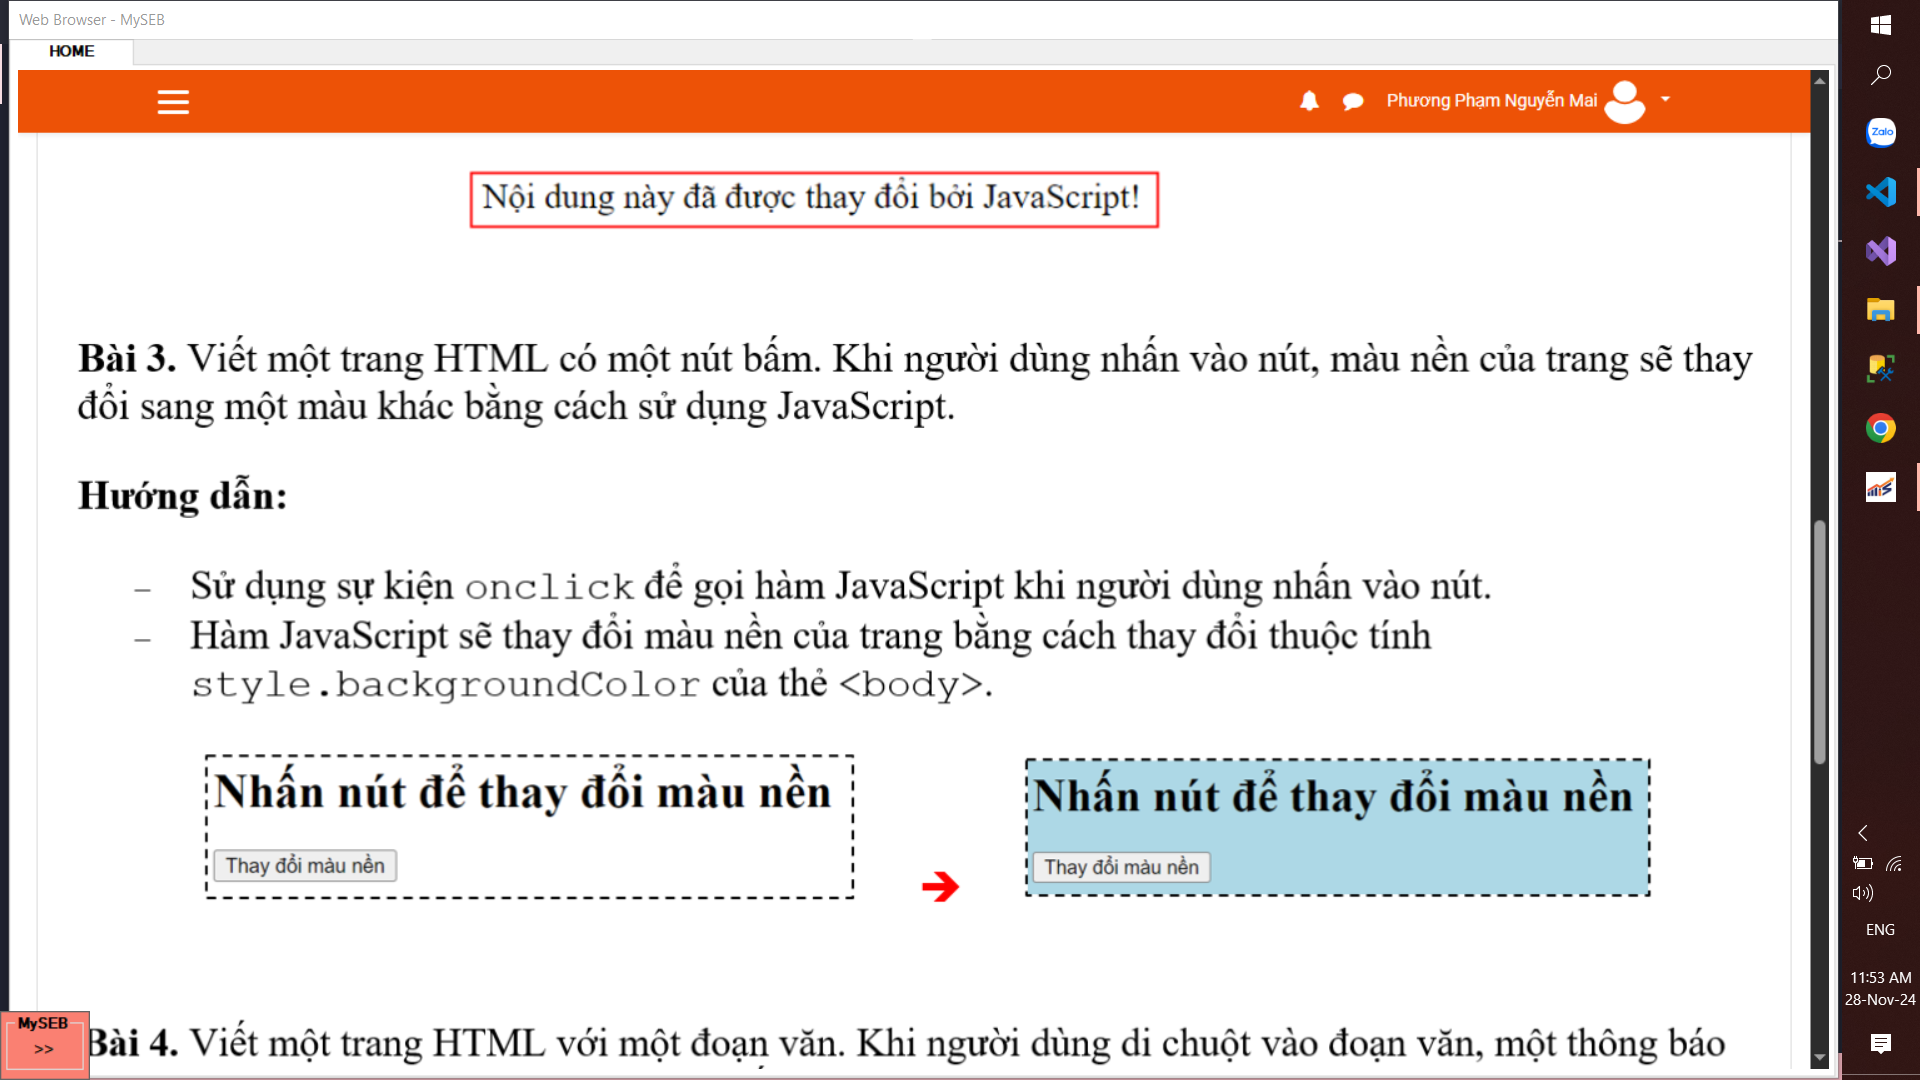 Web Browser - MySEB
HOME
Phương Phạm Nguyễn Mai
Nội dung này đã được thay đổi bởi JavaScript!
Bài 3. Viết một trang HTML có một nút bấm. Khi người dùng nhấn vào nút, màu nền của trang sẽ thay
đổi sang một màu khác bằng cách sử dụng JavaScript.
Hướng dẫn:
– Sử dụng sự kiện onclick để gọi hàm JavaScript khi người dùng nhấn vào nút.
– Hàm JavaScript sẽ thay đổi màu nền của trang bằng cách thay đổi thuộc tính
style.backgroundColor của thẻ <body>.
Nhấn nút để thay đổi màu nền
Thay đổi màu nền
Nhấn nút để thay đổi màu nền
Thay đổi màu nền
Bài 4. Viết một trang HTML với một đoạn văn. Khi người dùng di chuột vào đoạn văn, một thông báo
MySEB
>>
Zalo
ENG
11:53 AM
28-Nov-24